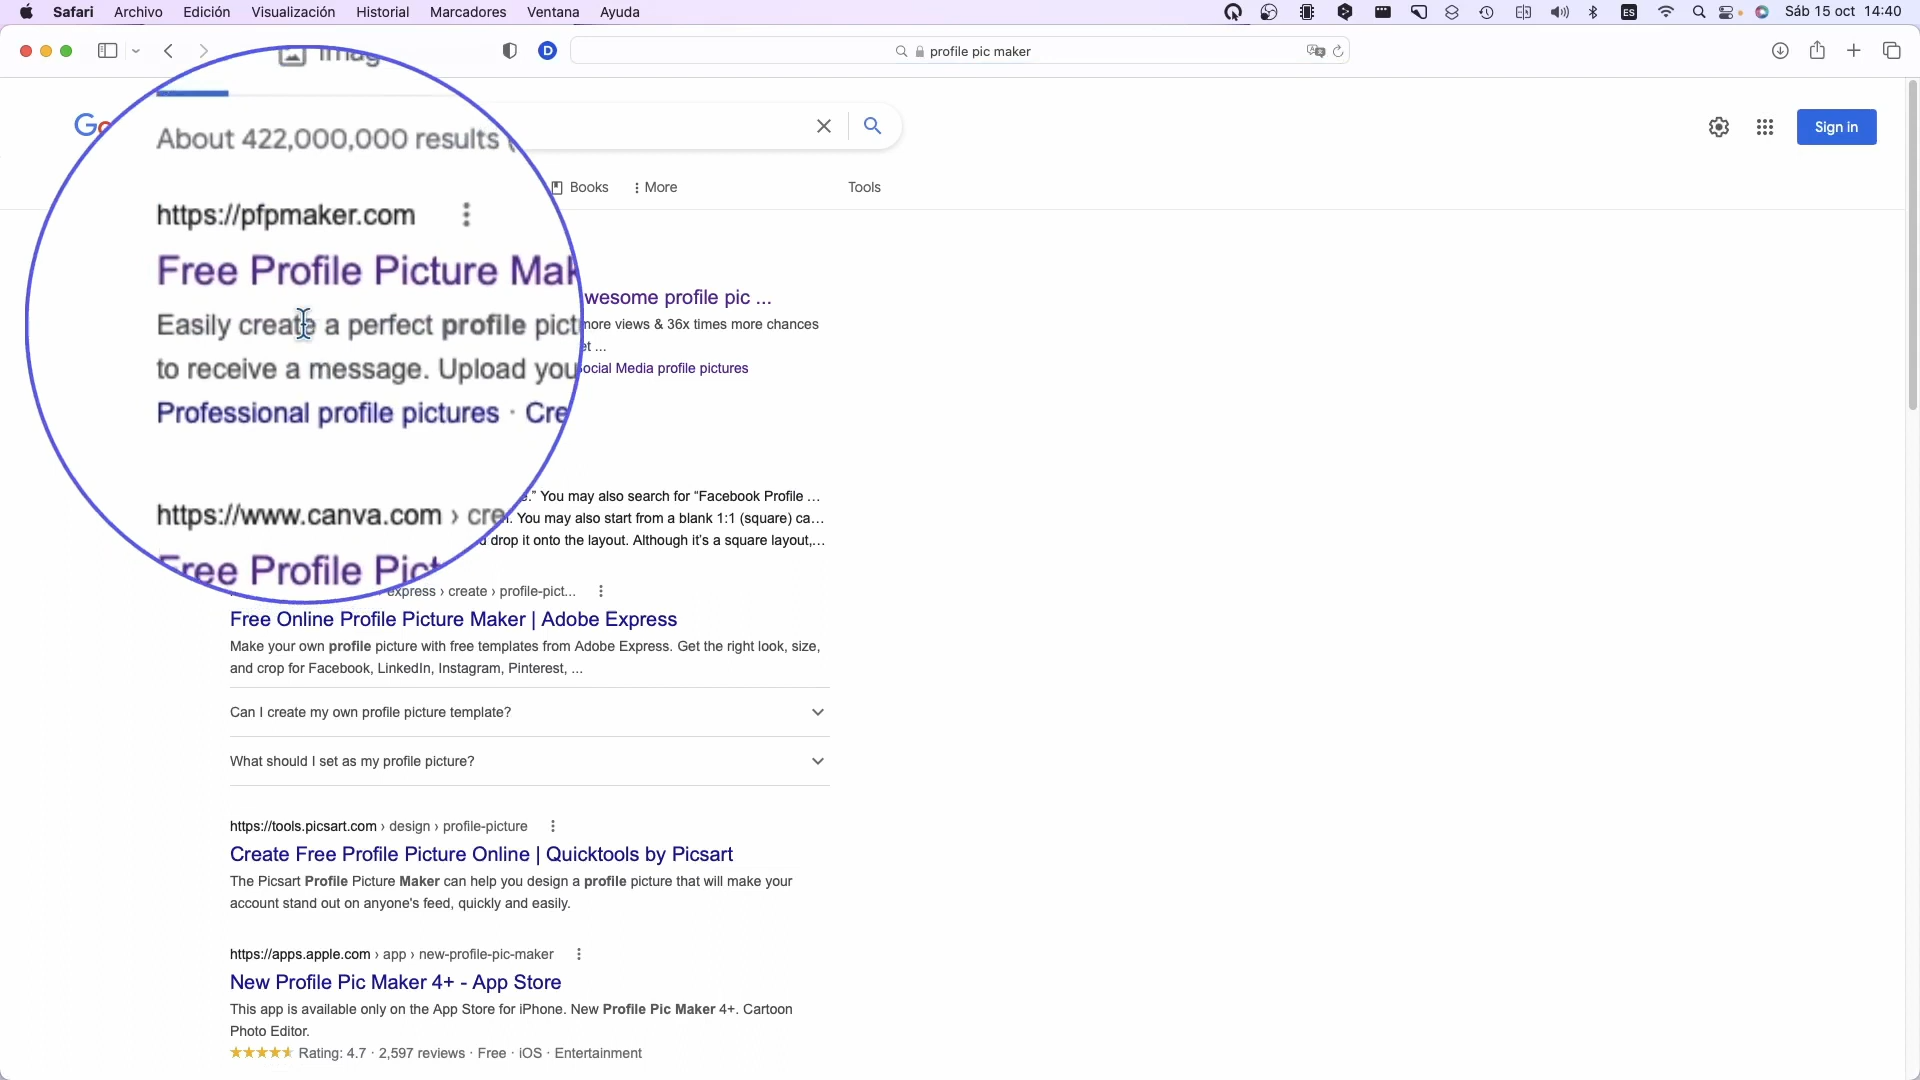 Safari Archivo Edición Visualización Historial Marcadores Ventana Ayuda
ES Sáb 15 oct 14:40
D profile pic maker
Sign in
Books More Tools
About 422,000,000 results
https://pfpmaker.com
Free Profile Picture Mak
wesome profile pic ...
Easily create a perfect profile pict
more views & 36x times more chances
to receive a message. Upload you
et ...
Professional profile pictures · Cre
ocial Media profile pictures
https://www.canva.com › cre
Free Profile Pict
e.” You may also search for “Facebook Profile ...
. You may also start from a blank 1:1 (square) ca...
drop it onto the layout. Although it’s a square layout,...
express › create › profile-pict...
Free Online Profile Picture Maker | Adobe Express
Make your own profile picture with free templates from Adobe Express. Get the right look, size,
and crop for Facebook, LinkedIn, Instagram, Pinterest, ...
Can I create my own profile picture template?
What should I set as my profile picture?
https://tools.picsart.com › design › profile-picture
Create Free Profile Picture Online | Quicktools by Picsart
The Picsart Profile Picture Maker can help you design a profile picture that will make your
account stand out on anyone's feed, quickly and easily.
https://apps.apple.com › app › new-profile-pic-maker
New Profile Pic Maker 4+ - App Store
This app is available only on the App Store for iPhone. New Profile Pic Maker 4+. Cartoon
Photo Editor.
Rating: 4.7 · 2,597 reviews · Free · iOS · Entertainment